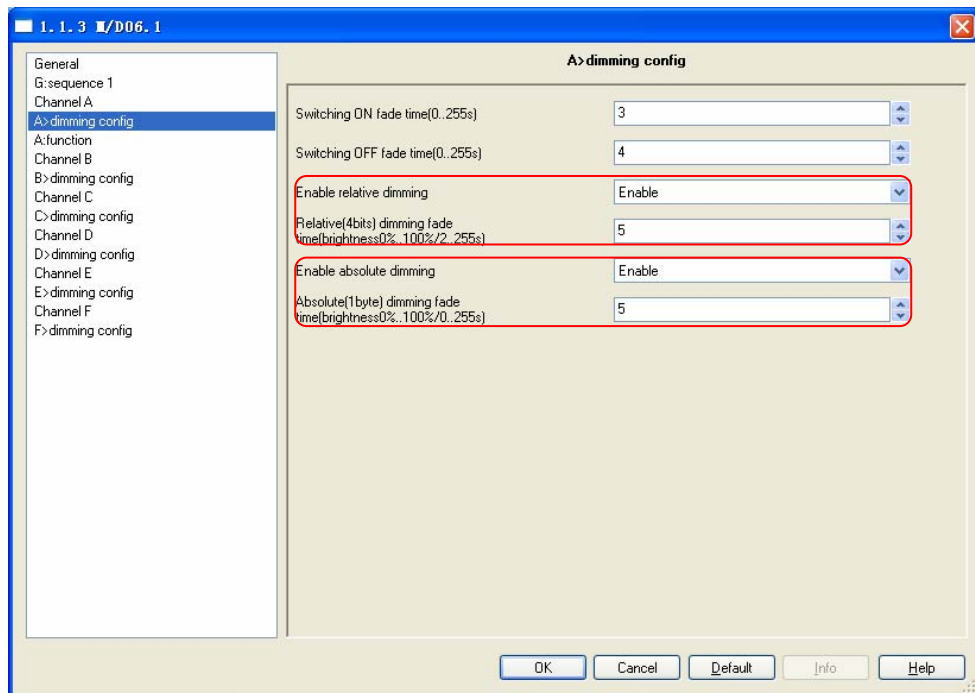 1.1.3 M/D06.1
A>dimming config
General
G:sequence 1
Channel A
A>dimming config
A:function
Channel B
B>dimming config
Channel C
C>dimming config
Channel D
D>dimming config
Channel E
E>dimming config
Channel F
F>dimming config
Switching ON fade time(0..255s)
3
Switching OFF fade time(0..255s)
4
Enable relative dimming
Enable
Relative(4bits) dimming fade
time(brightness0%..100%/2..255s)
5
Enable absolute dimming
Enable
Absolute(1byte) dimming fade
time(brightness0%..100%/0..255s)
5
OK
Cancel
Default
Info
Help